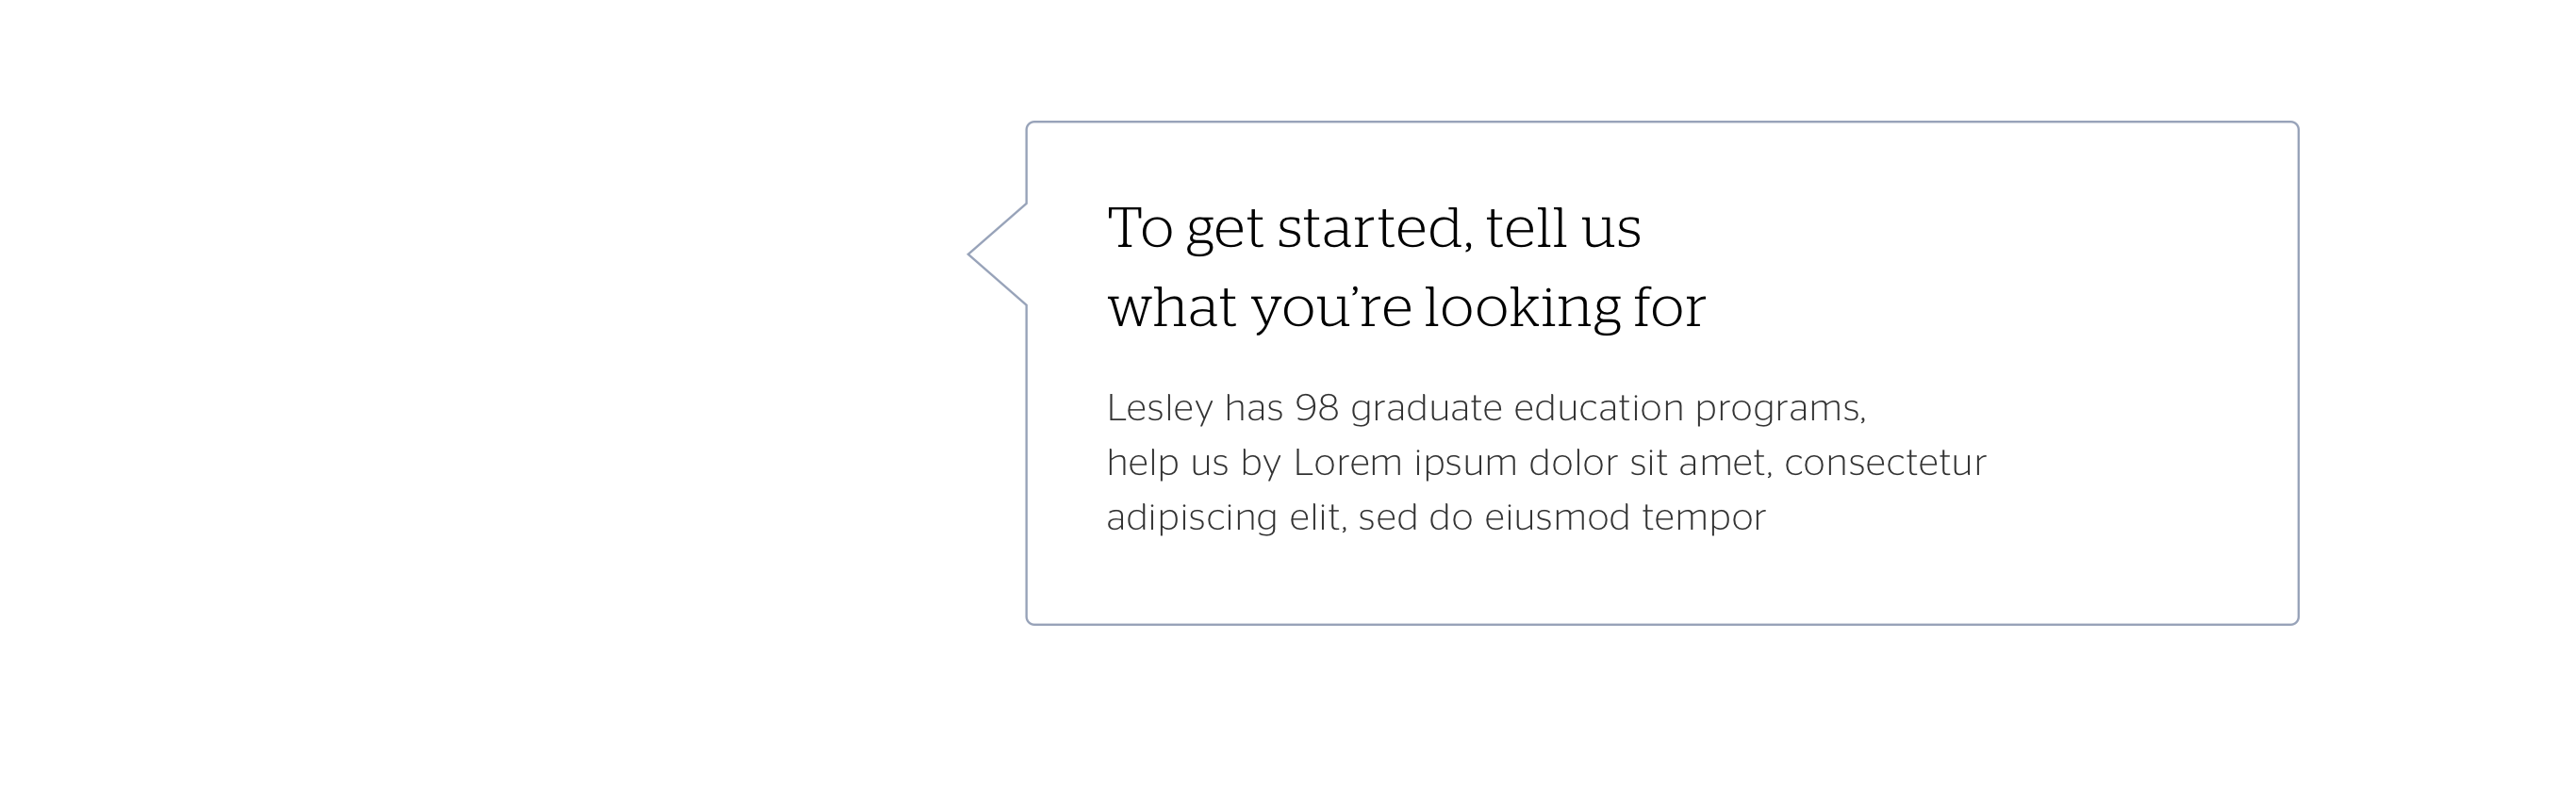 To get started, tell us
what you’re looking for
Lesley has 98 graduate education programs,
help us by Lorem ipsum dolor sit amet, consectetur
adipiscing elit, sed do eiusmod tempor